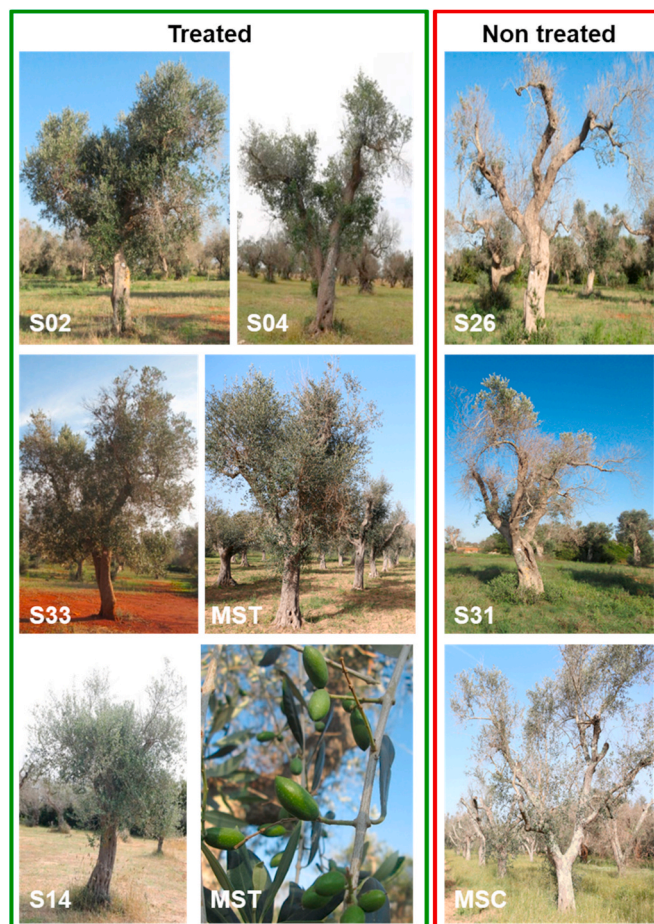 Treated
Non treated
S02
S04
S26
S33
MST
S31
S14
MST
MSC